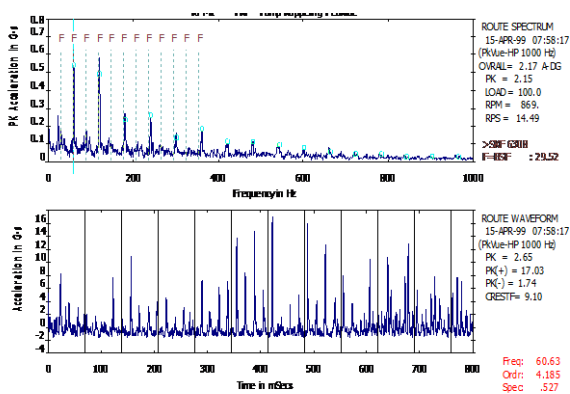 PK Acceleration in G-s
0.8
0.7
0.6
0.5
0.4
0.3
0.2
0.1
0
F F F F F F F F F F F F
0 200 400 600 800 1000
Frequency in Hz
ROUTE SPECTRUM
15-APR-99 07:58:17
(PkVue-HP 1000 Hz)
OVRALL= 2.17 A-DG
PK = 2.15
LOAD = 100.0
RPM = 869.
RPS = 14.49
>SKF
: 29.52
Acceleration in G-s
16
14
12
10
8
6
4
2
0
-2
-4
0 100 200 300 400 500 600 700 800
Time in mSecs
ROUTE WAVEFORM
15-APR-99 07:58:17
(PkVue-HP 1000 Hz)
PK = 2.65
PK(+) = 17.03
PK(-) = 1.74
CRESTF= 9.10
Freq: 60.63
Ordr: 4.185
Spec: .527